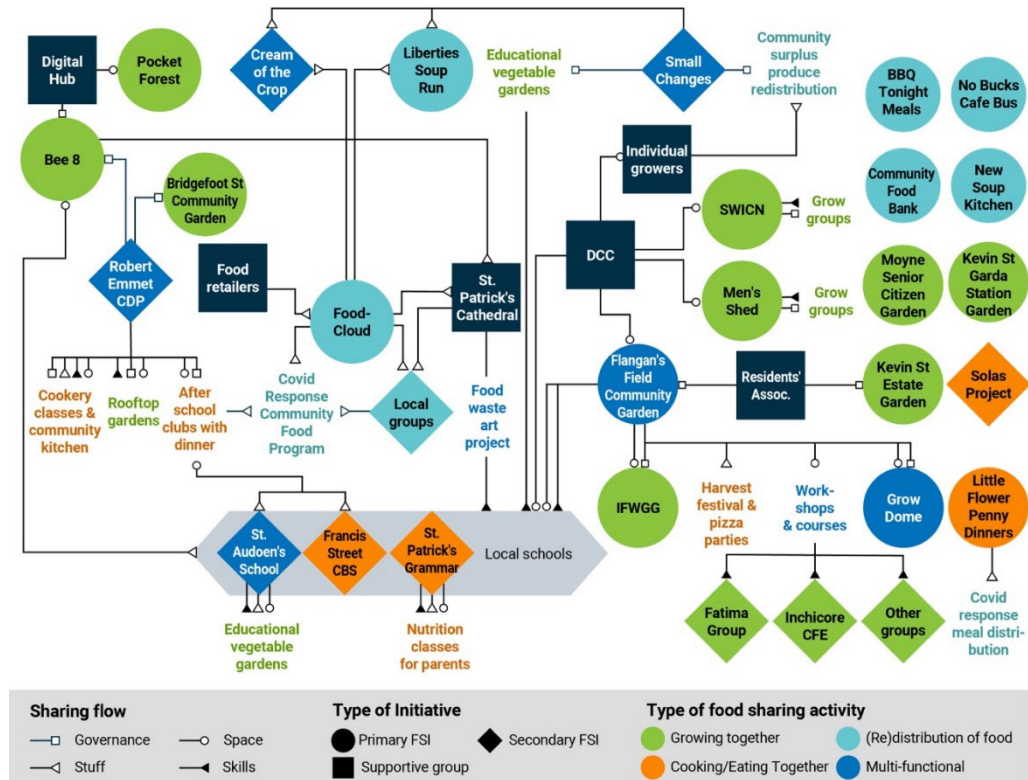 Digital
Hub
Pocket
Forest
Cream
of the
Crop
Liberties
Soup
Run
Educational
vegetable
gardens
Small
Changes
Community
surplus
produce
redistribution
BBQ
Tonight
Meals
No Bucks
Cafe Bus
Bee 8
Bridgefoot St
Community
Garden
Individual
growers
Community
Food
Bank
New
Soup
Kitchen
SWICN
Grow
groups
Robert
Emmet
CDP
Food
retailers
Food-
Cloud
St.
Patrick's
Cathedral
DCC
Men's
Shed
Grow
groups
Moyne
Senior
Citizen
Garden
Kevin St
Garda
Station
Garden
Cookery
classes &
community
kitchen
Rooftop
gardens
After
school
clubs with
dinner
Covid
Response
Community
Food
Program
Local
groups
Food
waste
art
project
Flangan's
Field
Community
Garden
Residents'
Assoc.
Kevin St
Estate
Garden
Solas
Project
IFWGG
Harvest
festival &
pizza
parties
Work-
shops
& courses
Grow
Dome
Little
Flower
Penny
Dinners
St.
Audoen's
School
Francis
Street
CBS
St.
Patrick's
Grammar
Local schools
Educational
vegetable
gardens
Nutrition
classes
for parents
Fatima
Group
Inchicore
CFE
Other
groups
Covid
response
meal distri-
bution
Sharing flow
Governance
Space
Stuff
Skills
Type of Initiative
Primary FSI
Secondary FSI
Supportive group
Type of food sharing activity
Growing together
(Re)distribution of food
Cooking/Eating Together
Multi-functional